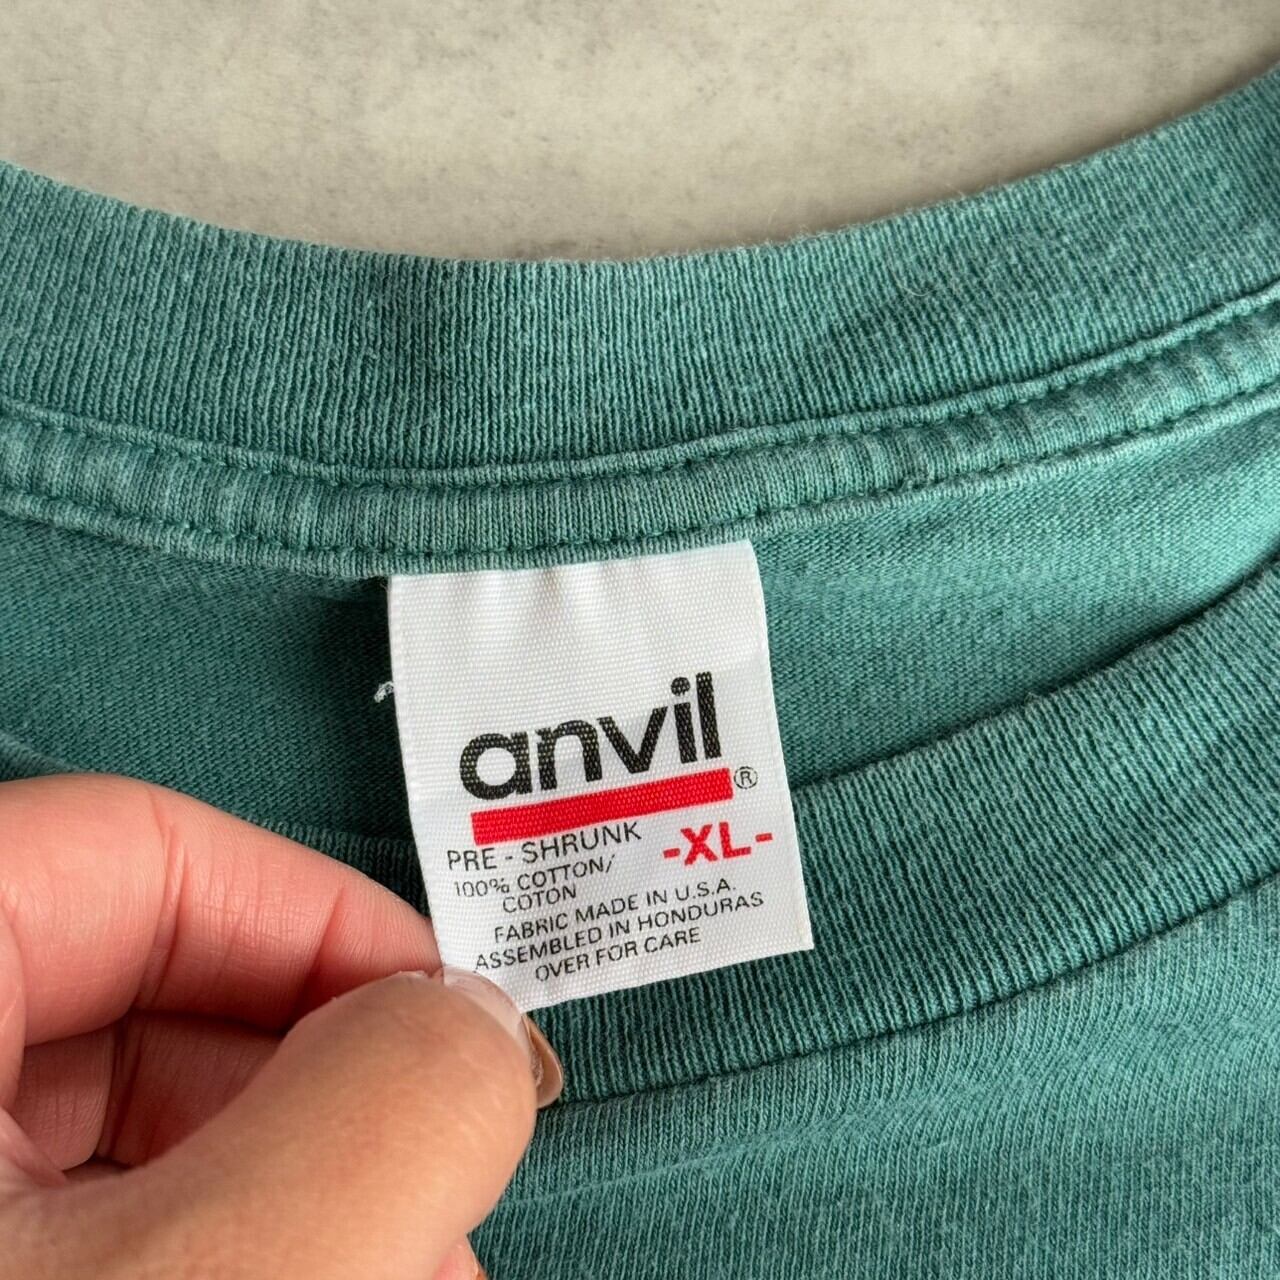 anvil®
PRE - SHRUNK
-XL-
100% COTTON/
COTON
FABRIC MADE IN U.S.A.
ASSEMBLED IN HONDURAS
OVER FOR CARE